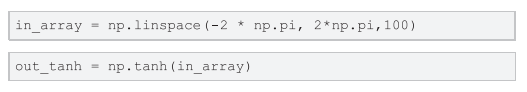 in_array = np.linspace(-2 * np.pi, 2*np.pi,100)
out_tanh = np.tanh(in_array)